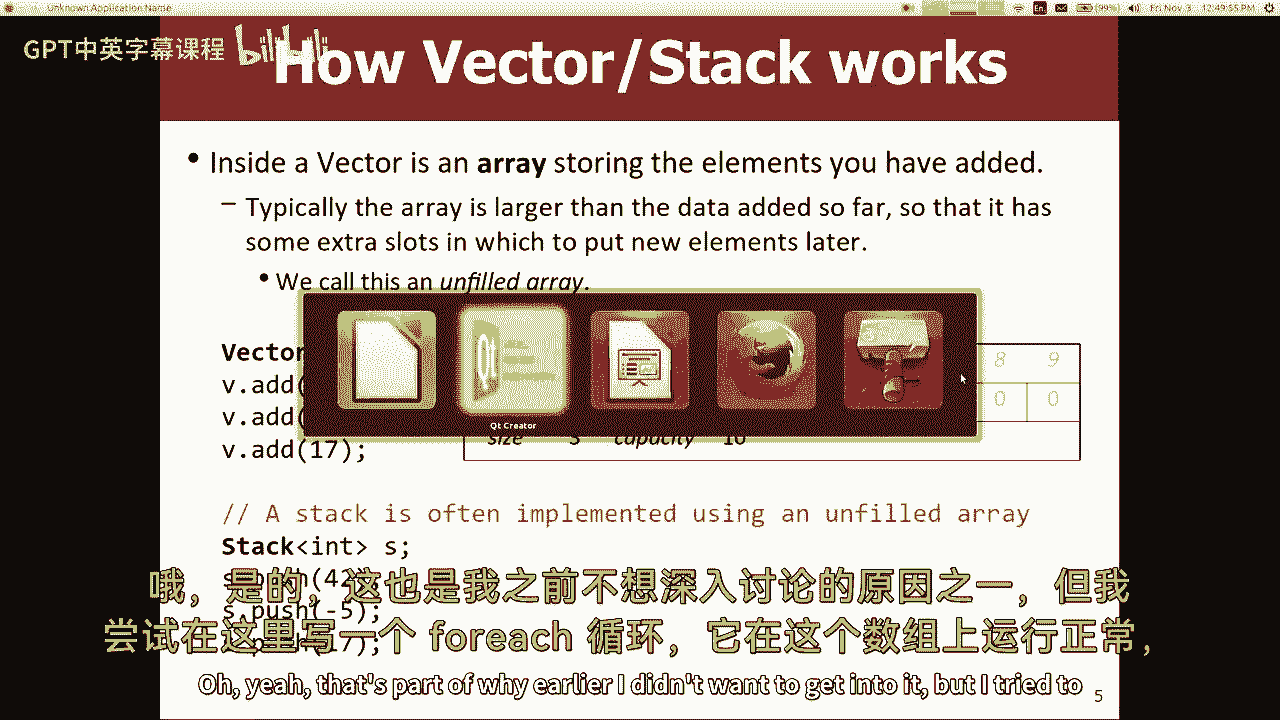 Unknown Application Name
En
(99%)
Fri Nov 3 12:49:55 PM
GPT中英字幕课程 bilibili
How Vector/Stack works
• Inside a Vector is an array storing the elements you have added.
– Typically the array is larger than the data added so far, so that it has
some extra slots in which to put new elements later.
• We call this an unfilled array.
Vector
v.add(
v.add(
v.add(17);
8 9
0 0
size 3 capacity 10
Qt Creator
// A stack is often implemented using an unfilled array
Stack<int> s;
s.push(42);
s.push(-5);
s.push(17);
哦，是的，这也是我之前不想深入讨论的原因之一，但我
尝试在这里写一个 foreach 循环，它在这个数组上运行正常，
Oh, yeah, that's part of why earlier I didn't want to get into it, but I tried to
5